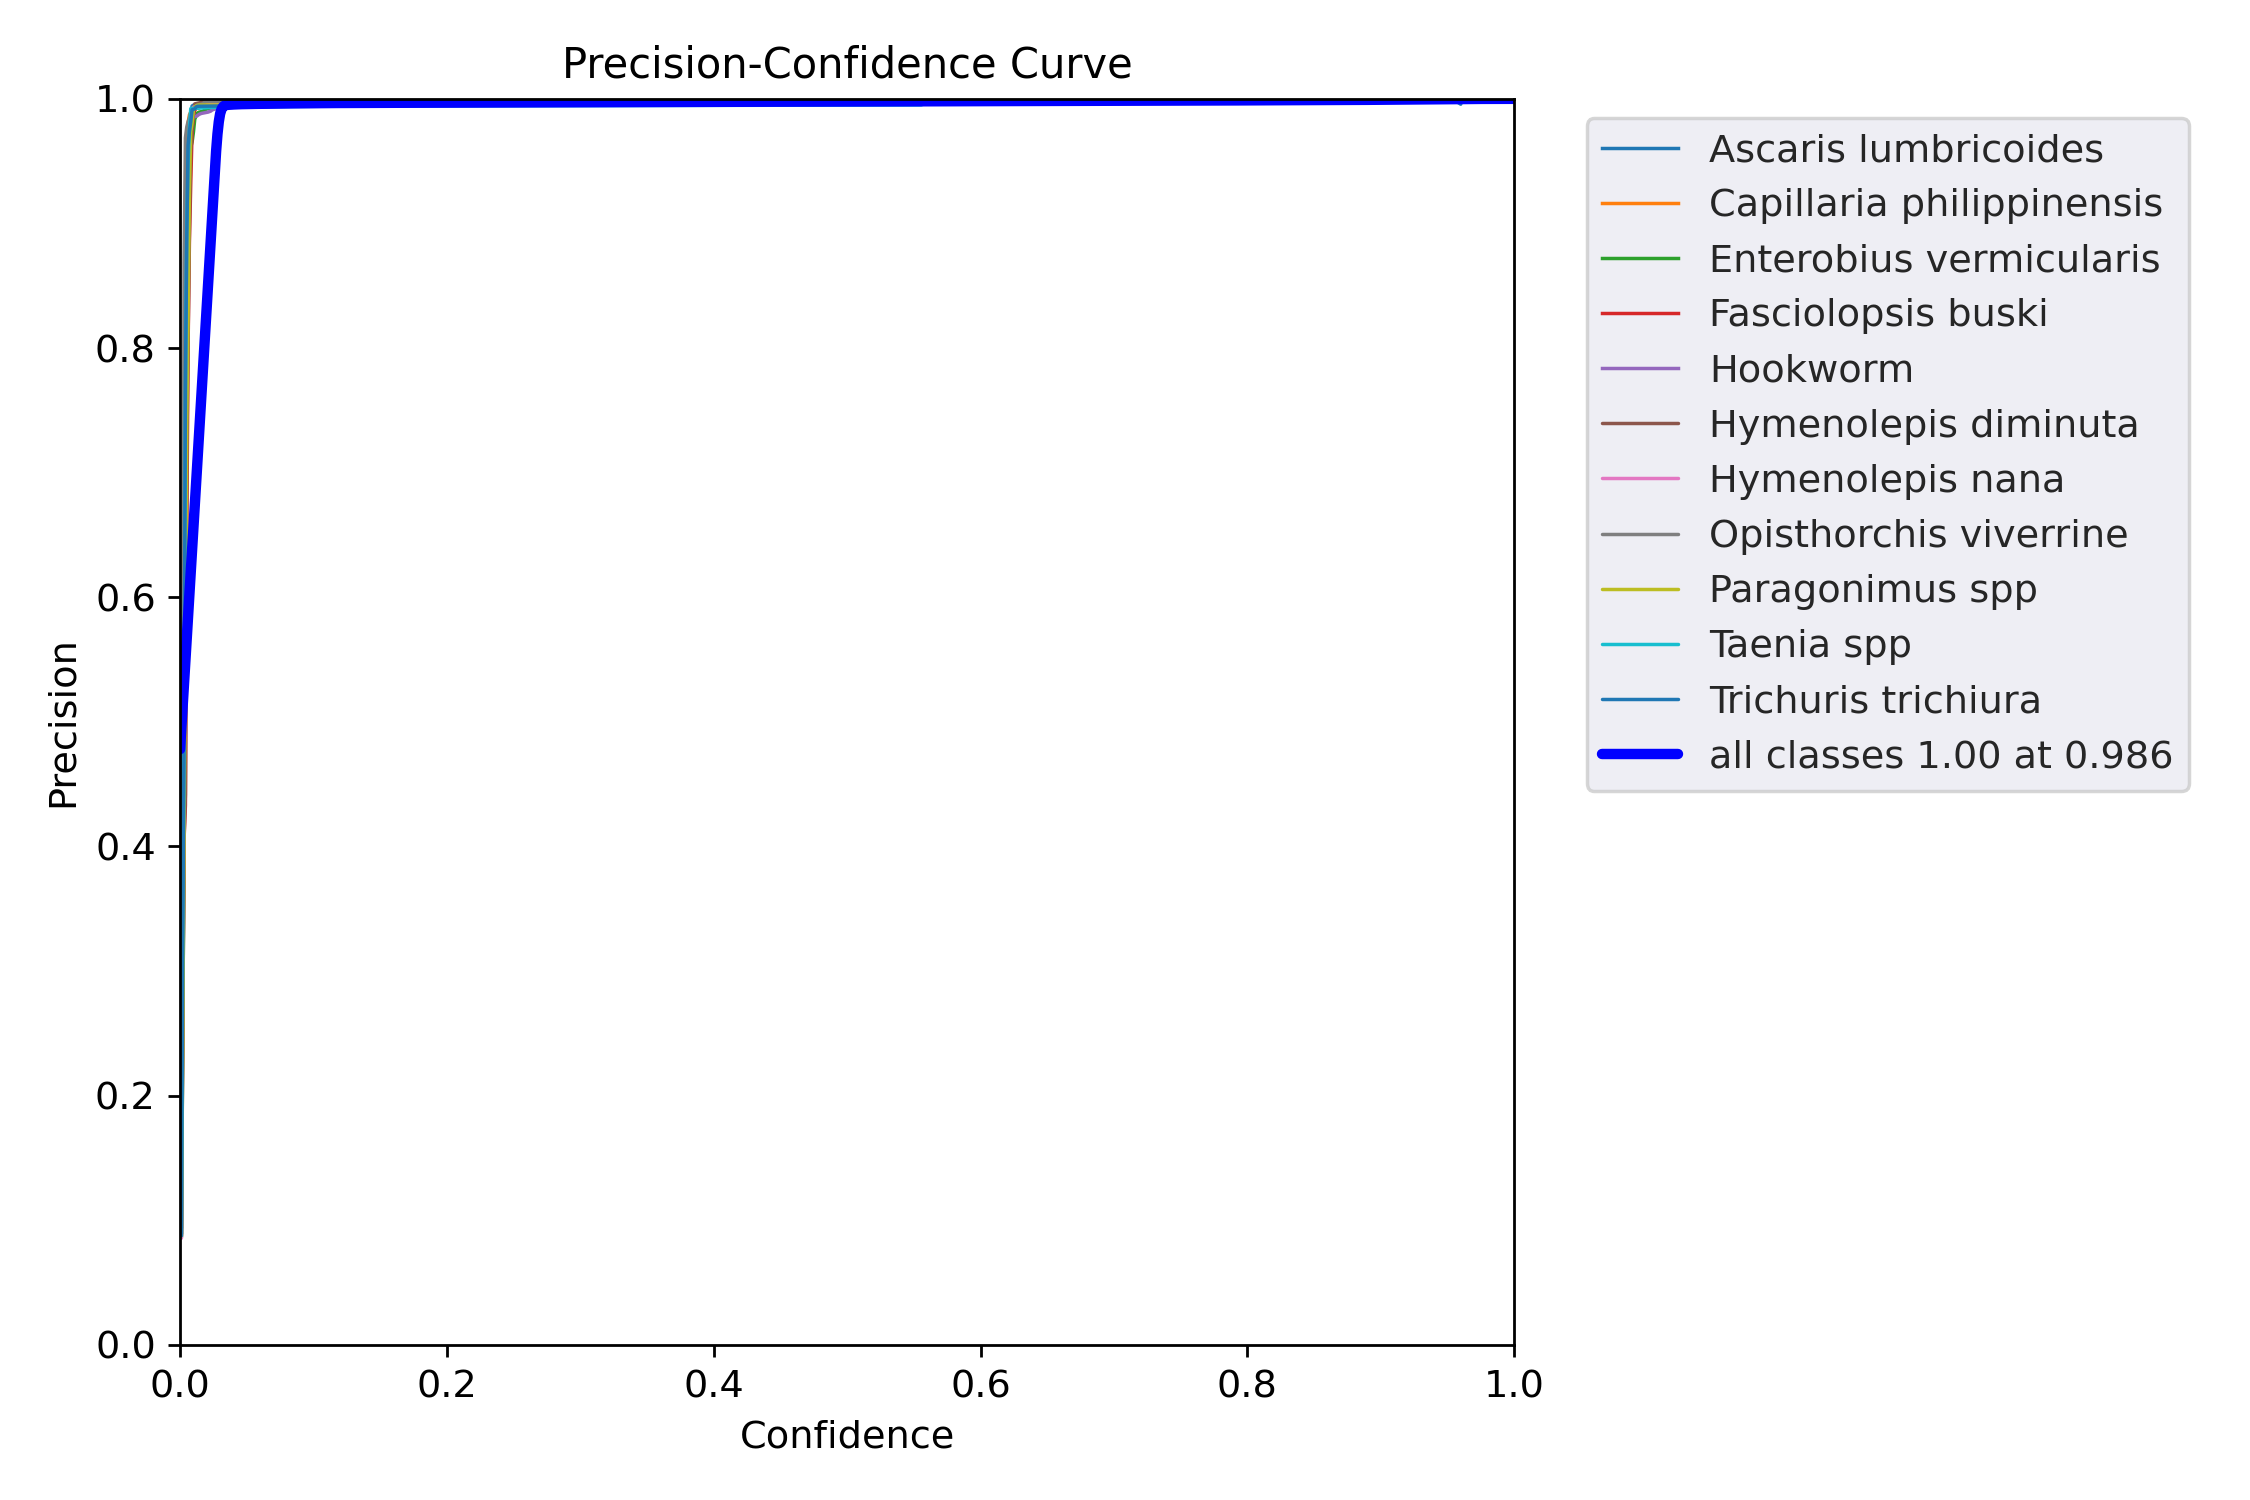 Precision-Confidence Curve
1.0
0.8
0.6
0.4
0.2
0.0
Precision
0.0 0.2 0.4 0.6 0.8 1.0
Confidence
Ascaris lumbricoides
Capillaria philippinensis
Enterobius vermicularis
Fasciolopsis buski
Hookworm
Hymenolepis diminuta
Hymenolepis nana
Opisthorchis viverrine
Paragonimus spp
Taenia spp
Trichuris trichiura
all classes 1.00 at 0.986